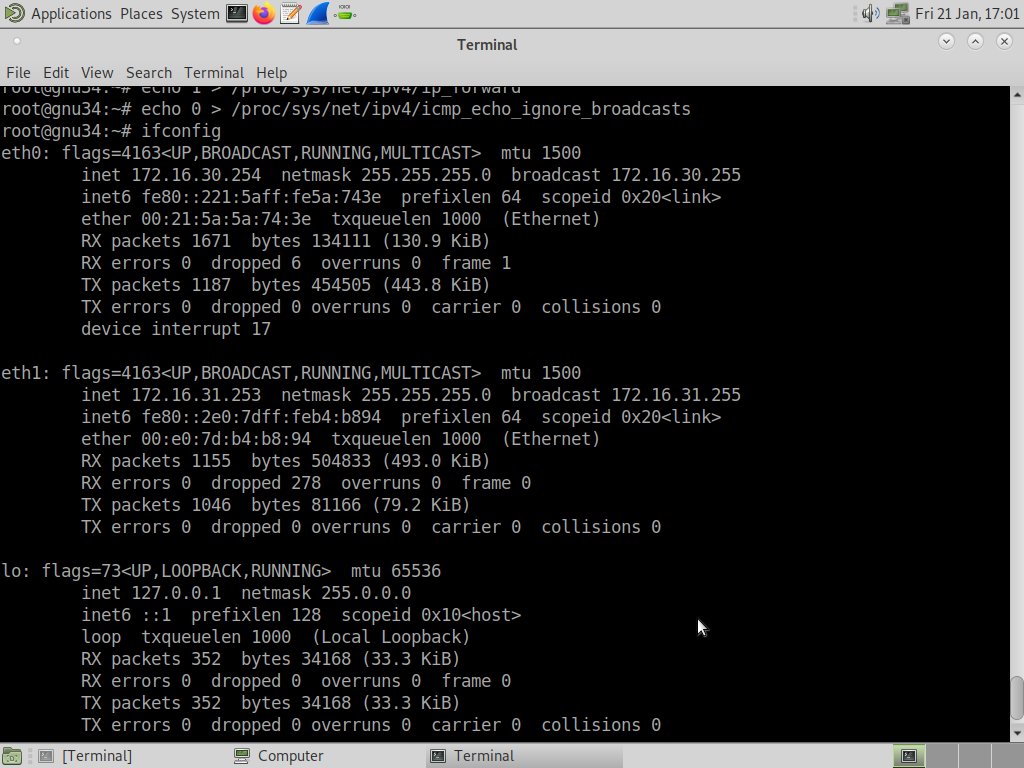 Applications Places System Fri 21 Jan, 17:01
Terminal
File Edit View Search Terminal Help
root@gnu34:~# echo 1 > /proc/sys/net/ipv4/ip_forward
root@gnu34:~# echo 0 > /proc/sys/net/ipv4/icmp_echo_ignore_broadcasts
root@gnu34:~# ifconfig
eth0: flags=4163<UP,BROADCAST,RUNNING,MULTICAST>  mtu 1500
        inet 172.16.30.254  netmask 255.255.255.0  broadcast 172.16.30.255
        inet6 fe80::221:5aff:fe5a:743e  prefixlen 64  scopeid 0x20<link>
        ether 00:21:5a:5a:74:3e  txqueuelen 1000  (Ethernet)
        RX packets 1671  bytes 134111 (130.9 KiB)
        RX errors 0  dropped 6  overruns 0  frame 1
        TX packets 1187  bytes 454505 (443.8 KiB)
        TX errors 0  dropped 0 overruns 0  carrier 0  collisions 0
        device interrupt 17
eth1: flags=4163<UP,BROADCAST,RUNNING,MULTICAST>  mtu 1500
        inet 172.16.31.253  netmask 255.255.255.0  broadcast 172.16.31.255
        inet6 fe80::2e0:7dff:feb4:b894  prefixlen 64  scopeid 0x20<link>
        ether 00:e0:7d:b4:b8:94  txqueuelen 1000  (Ethernet)
        RX packets 1155  bytes 504833 (493.0 KiB)
        RX errors 0  dropped 278  overruns 0  frame 0
        TX packets 1046  bytes 81166 (79.2 KiB)
        TX errors 0  dropped 0 overruns 0  carrier 0  collisions 0
lo: flags=73<UP,LOOPBACK,RUNNING>  mtu 65536
        inet 127.0.0.1  netmask 255.0.0.0
        inet6 ::1  prefixlen 128  scopeid 0x10<host>
        loop  txqueuelen 1000  (Local Loopback)
        RX packets 352  bytes 34168 (33.3 KiB)
        RX errors 0  dropped 0  overruns 0  frame 0
        TX packets 352  bytes 34168 (33.3 KiB)
        TX errors 0  dropped 0 overruns 0  carrier 0  collisions 0
[Terminal] Computer Terminal